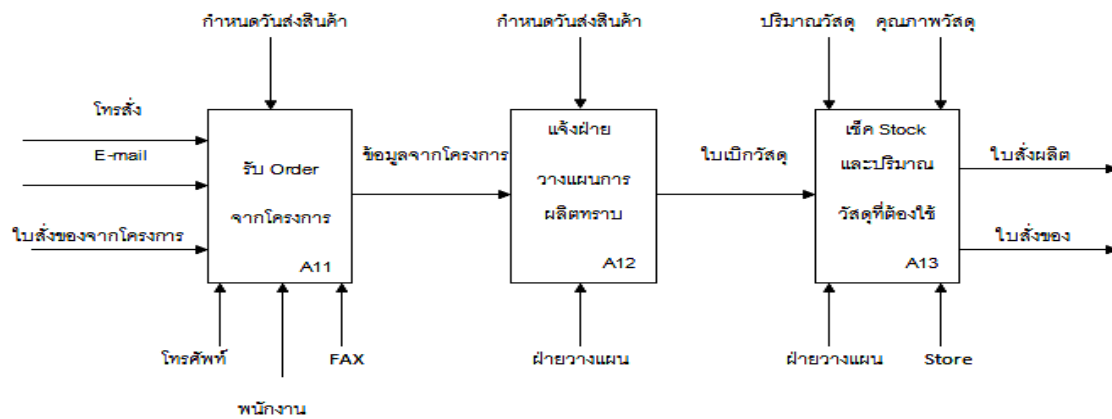 กำหนดวันส่งสินค้า
กำหนดวันส่งสินค้า
ปริมาณวัสดุ
คุณภาพวัสดุ
โทรสั่ง
E-mail
ใบสั่งของจากโครงการ
รับ Order
จากโครงการ
A11
ข้อมูลจากโครงการ
แจ้งฝ่าย
วางแผนการ
ผลิตทราบ
A12
ใบเบิกวัสดุ
เช็ค Stock
และปริมาณ
วัสดุที่ต้องใช้
A13
ใบสั่งผลิต
ใบสั่งของ
โทรศัพท์
FAX
พนักงาน
ฝ่ายวางแผน
ฝ่ายวางแผน
Store